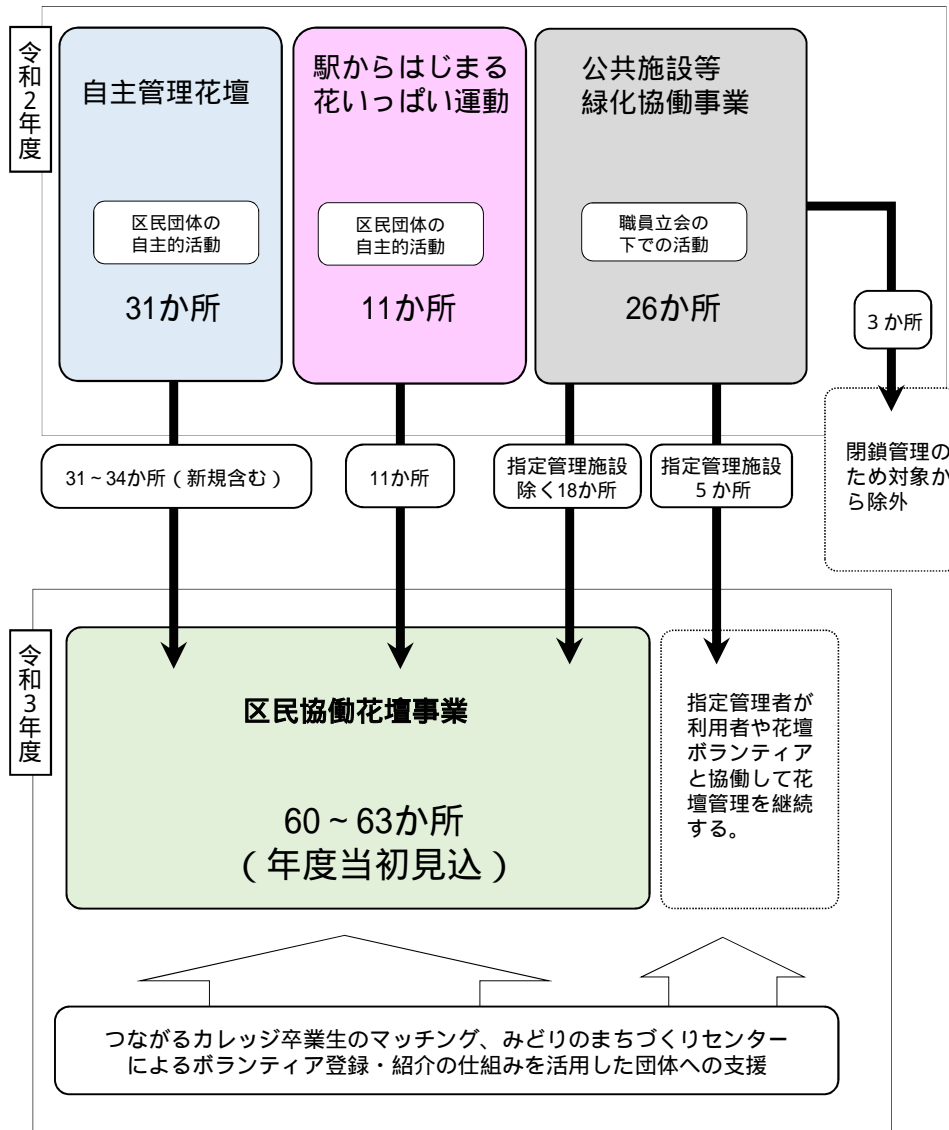 令和2年度
自主管理花壇
区民団体の
自主的活動
31か所
駅からはじまる
花いっぱい運動
区民団体の
自主的活動
11か所
公共施設等
緑化協働事業
職員立会の
下での活動
26か所
3か所
閉鎖管理の
ため対象か
ら除外
31~34か所(新規含む)
11か所
指定管理施設
除く18か所
指定管理施設
5か所
令和3年度
区民協働花壇事業
60~63か所
(年度当初見込)
指定管理者が
利用者や花壇
ボランティア
と協働して花
壇管理を継続
する。
つながるカレッジ卒業生のマッチング、みどりのまちづくりセンター
によるボランティア登録・紹介の仕組みを活用した団体への支援